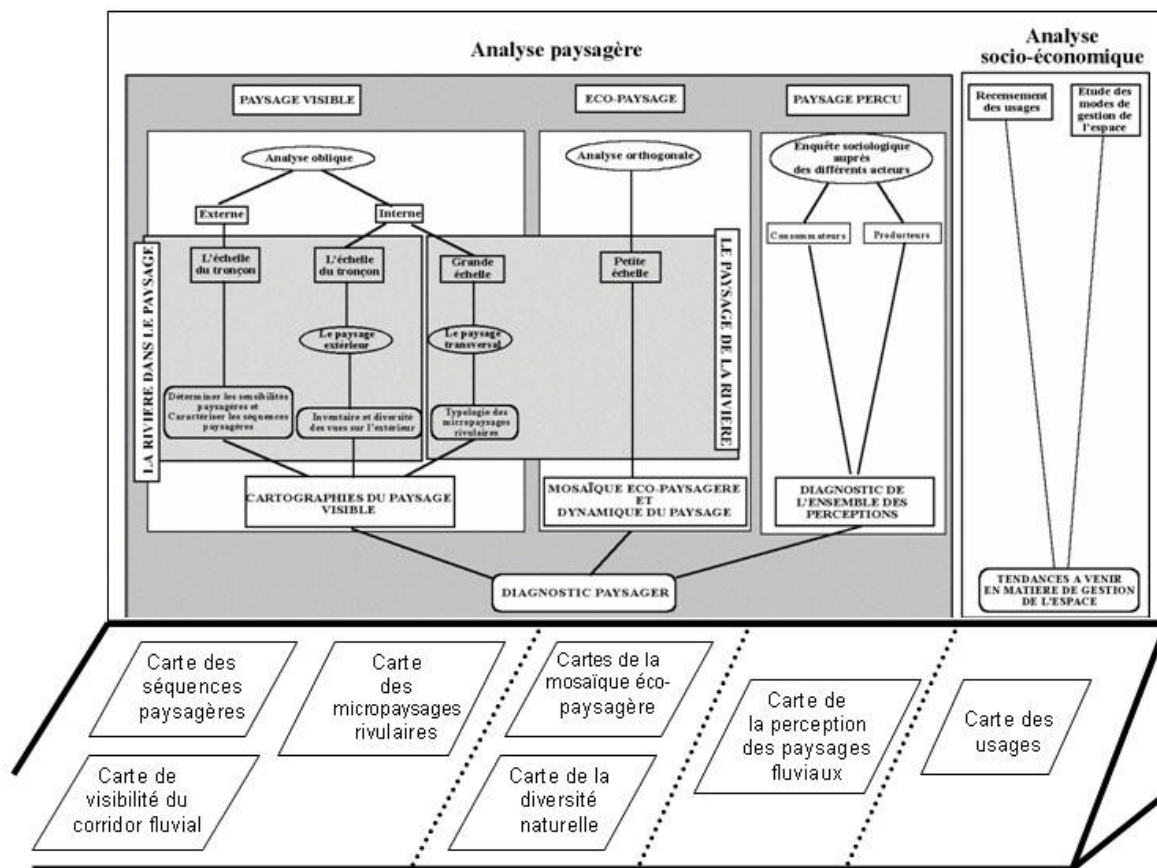 Analyse paysagère
Analyse
socio-économique
PAYSAGE VISIBLE
ECO-PAYSAGE
PAYSAGE PERCU
Recensement
des usages
Etude des
modes de
gestion de
l'espace
Analyse oblique
Analyse orthogonale
Enquête sociologique
auprès
des différents acteurs
Externe
Interne
Consommateurs
Producteurs
LA RIVIERE DANS LE PAYSAGE
L'échelle
du tronçon
L'échelle
du tronçon
Grande
échelle
Petite
échelle
LE PAYSAGE DE LA RIVIERE
Le paysage
extérieur
Le paysage
transversal
Déterminer les sensibilités
paysagères et
Caractériser les séquences
paysagères
Inventaire et diversité
des vues sur l'extérieur
Typologie des
micropaysages
rivulaires
CARTOGRAPHIES DU PAYSAGE
VISIBLE
MOSAÏQUE ECO-PAYSAGERE
ET
DYNAMIQUE DU PAYSAGE
DIAGNOSTIC DE
L'ENSEMBLE DES
PERCEPTIONS
DIAGNOSTIC PAYSAGER
TENDANCES A VENIR
EN MATIERE DE GESTION
DE L'ESPACE
Carte des
séquences
paysagères
Carte
des
micropaysages
rivulaires
Cartes de la
mosaïque éco-
paysagère
Carte de
la perception
des paysages
fluviaux
Carte des
usages
Carte de
visibilité du
corridor fluvial
Carte de la
diversité
naturelle